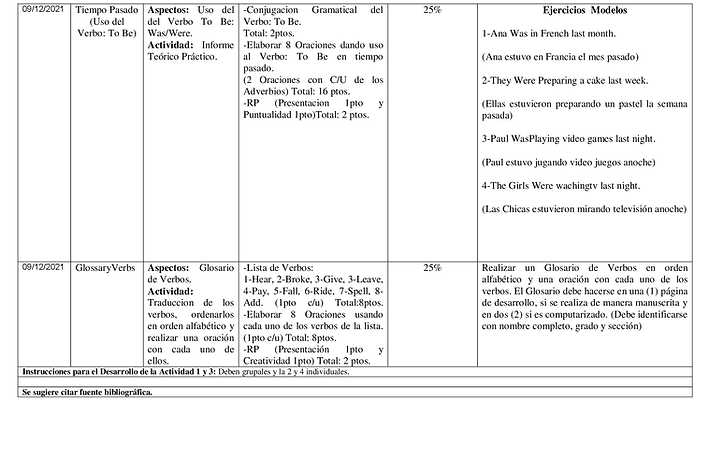 09/12/2021
Tiempo Pasado
(Uso del
Verbo: To Be)
Aspectos: Uso del
del Verbo To Be:
Was/Were.
Actividad: Informe
Teórico Práctico.
-Conjugacion Gramatical del
Verbo: To Be.
Total: 2ptos.
-Elaborar 8 Oraciones dando uso
al Verbo: To Be en tiempo
pasado.
(2 Oraciones con C/U de los
Adverbios) Total: 16 ptos.
-RP (Presentacion 1pto y
Puntualidad 1pto)Total: 2 ptos.
25%
Ejercicios Modelos
1-Ana Was in French last month.
(Ana estuvo en Francia el mes pasado)
2-They Were Preparing a cake last week.
(Ellas estuvieron preparando un pastel la semana
pasada)
3-Paul WasPlaying video games last night.
(Paul estuvo jugando video juegos anoche)
4-The Girls Were wachingtv last night.
(Las Chicas estuvieron mirando televisión anoche)
09/12/2021
GlossaryVerbs
Aspectos: Glosario
de Verbos.
Actividad:
Traduccion de los
verbos, ordenarlos
en orden alfabético y
realizar una oración
con cada uno de
ellos.
-Lista de Verbos:
1-Hear, 2-Broke, 3-Give, 3-Leave,
4-Pay, 5-Fall, 6-Ride, 7-Spell, 8-
Add. (1pto c/u) Total:8ptos.
-Elaborar 8 Oraciones usando
cada uno de los verbos de la lista.
(1pto c/u) Total: 8ptos.
-RP (Presentación 1pto y
Creatividad 1pto) Total: 2 ptos.
25%
Realizar un Glosario de Verbos en orden
alfabético y una oración con cada uno de los
verbos. El Glosario debe hacerse en una (1) página
de desarrollo, si se realiza de manera manuscrita y
en dos (2) si es computarizado. (Debe identificarse
con nombre completo, grado y sección)
Instrucciones para el Desarrollo de la Actividad 1 y 3: Deben grupales y la 2 y 4 individuales.
Se sugiere citar fuente bibliográfica.